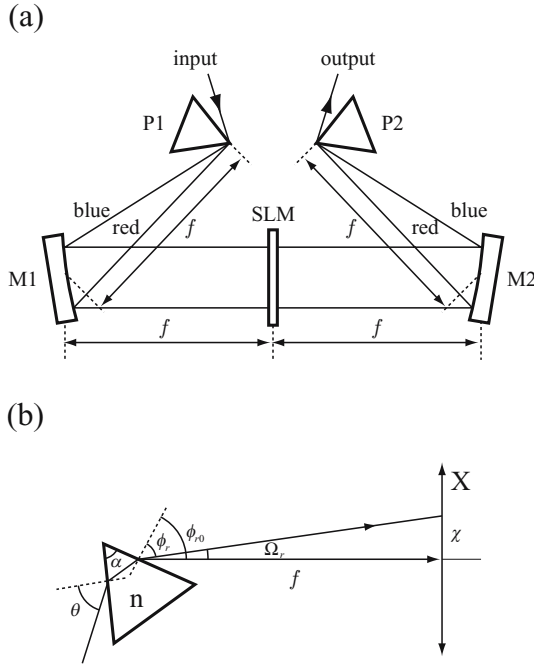 (a)
input
output
P1
P2
blue
red
f
SLM
f
red
blue
M1
M2
f
f
(b)
X
ϕr
ϕr0
α
Ωr
χ
θ
n
f